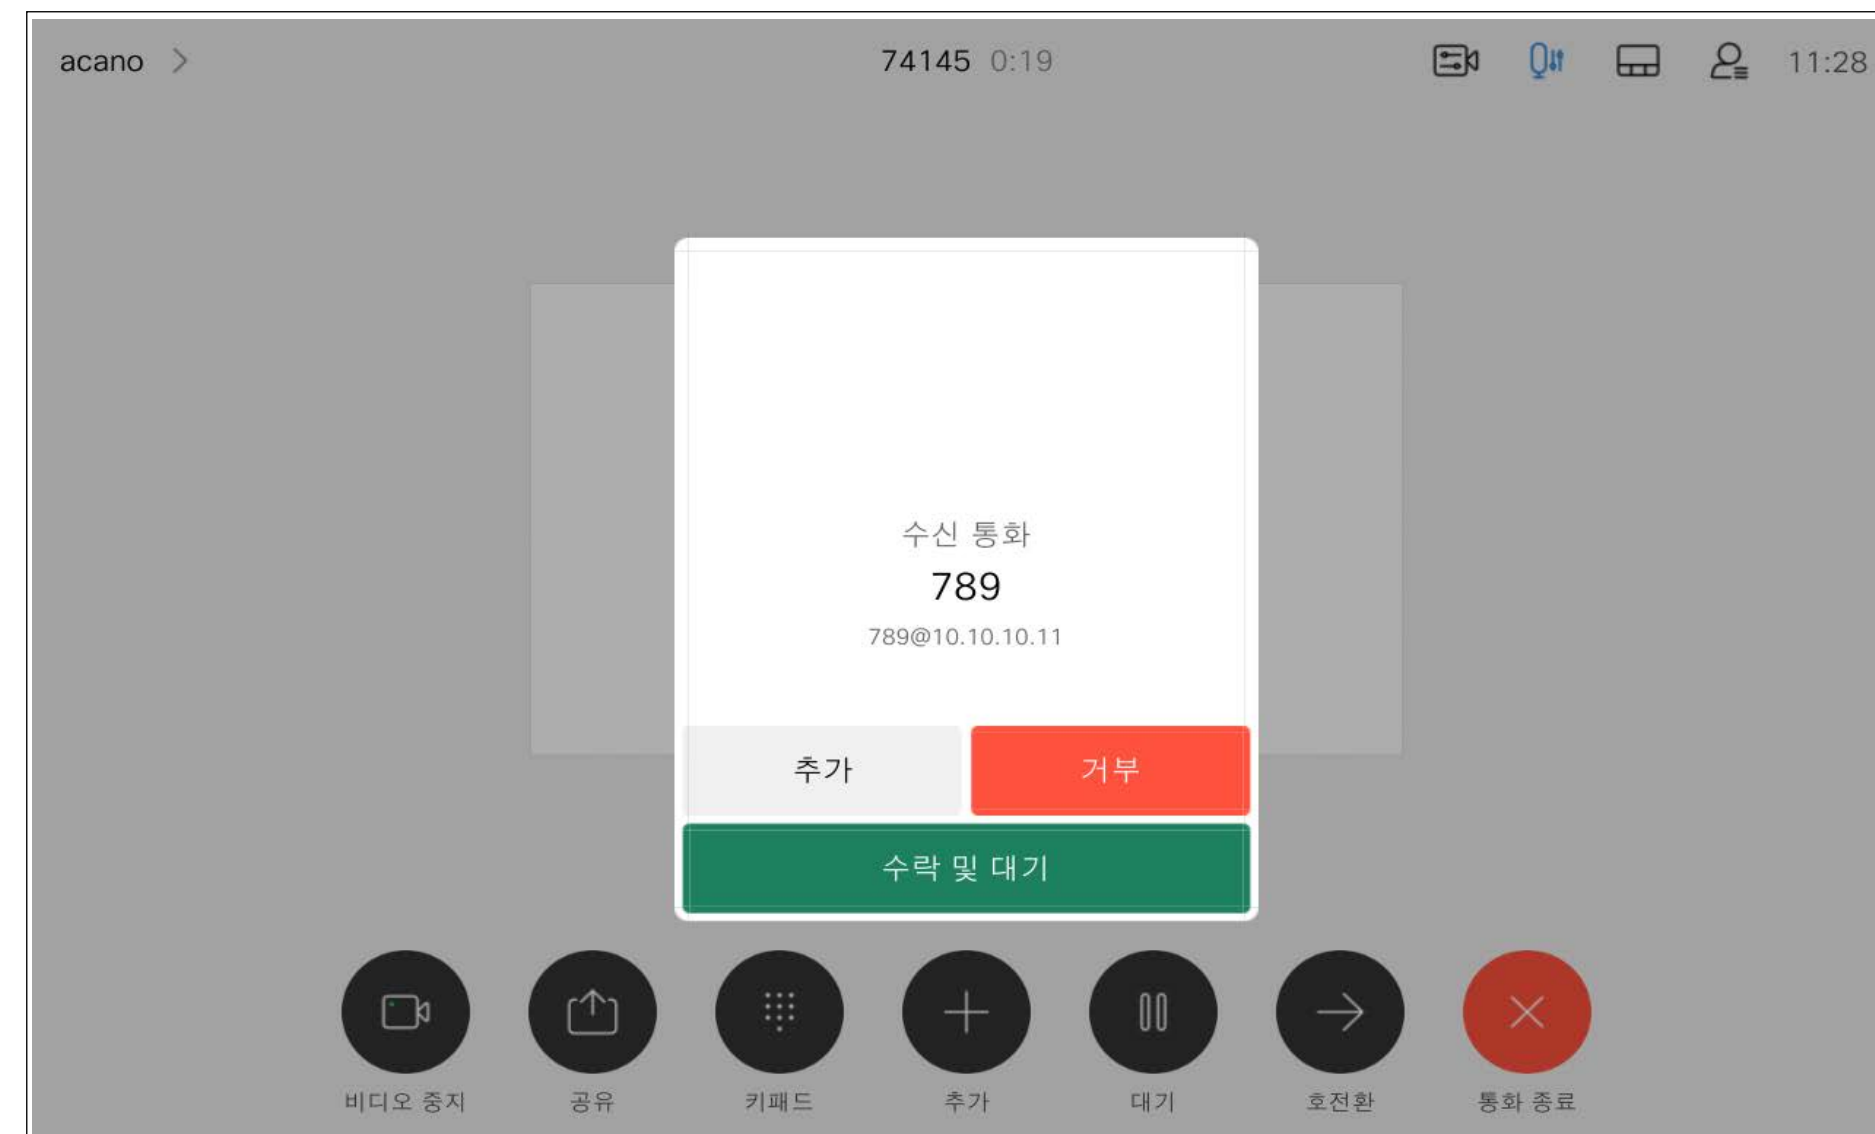 acano
74145 0:19
11:28
수신 통화
789
789@10.10.10.11
추가
거부
수락 및 대기
비디오 중지
공유
키패드
추가
대기
호전환
통화 종료